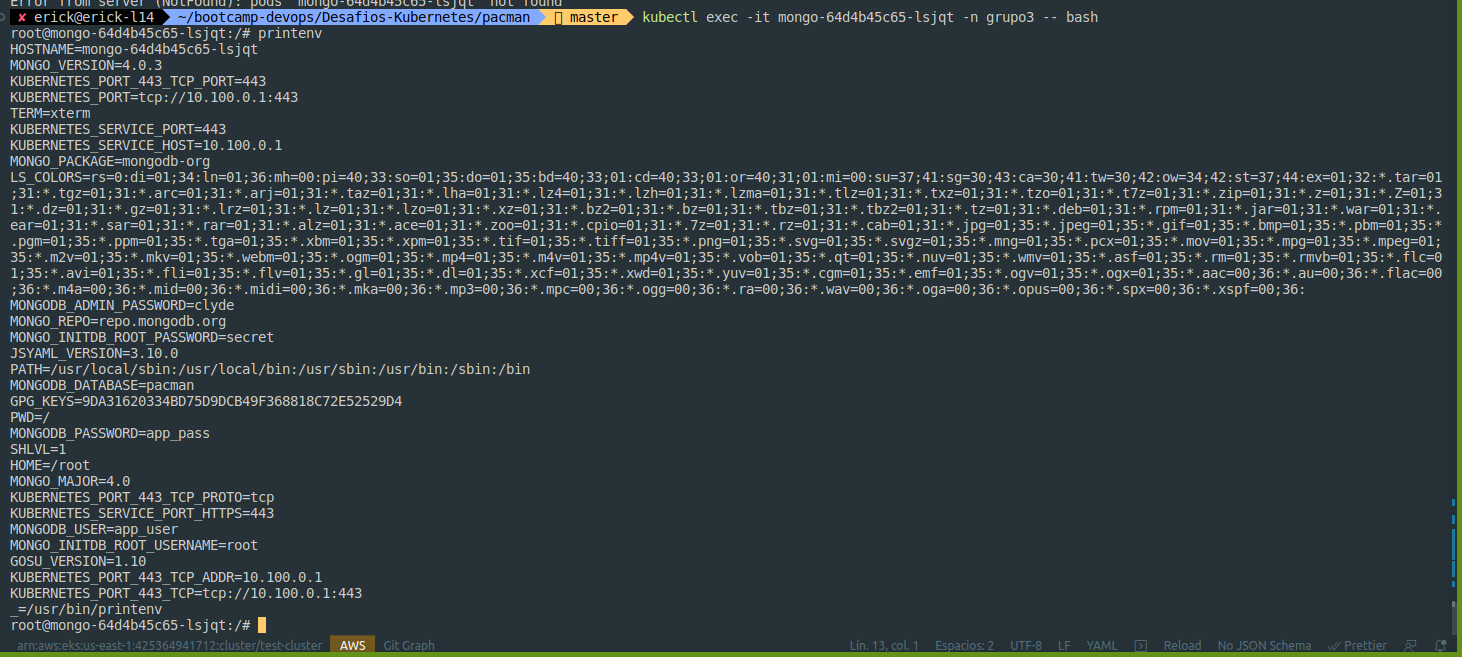 Error from server (NotFound): pods "mongo-64d4b45c65-lsjqt" not found
✘ erick@erick-l14 ~/bootcamp-devops/Desafios-Kubernetes/pacman master kubectl exec -it mongo-64d4b45c65-lsjqt -n grupo3 -- bash
root@mongo-64d4b45c65-lsjqt:/# printenv
HOSTNAME=mongo-64d4b45c65-lsjqt
MONGO_VERSION=4.0.3
KUBERNETES_PORT_443_TCP_PORT=443
KUBERNETES_PORT=tcp://10.100.0.1:443
TERM=xterm
KUBERNETES_SERVICE_PORT=443
KUBERNETES_SERVICE_HOST=10.100.0.1
MONGO_PACKAGE=mongodb-org
LS_COLORS=rs=0:di=01;34:ln=01;36:mh=00:pi=40;33:so=01;35:do=01;35:bd=40;33;01:cd=40;33;01:or=40;31;01:mi=00:su=37;41:sg=30;43:ca=30;41:tw=30;42:ow=34;42:st=37;44:ex=01;32:*.tar=01
;31:*.tgz=01;31:*.arc=01;31:*.arj=01;31:*.taz=01;31:*.lha=01;31:*.lz4=01;31:*.lzh=01;31:*.lzma=01;31:*.tlz=01;31:*.txz=01;31:*.tzo=01;31:*.t7z=01;31:*.zip=01;31:*.z=01;31:*.Z=01;3
1:*.dz=01;31:*.gz=01;31:*.lrz=01;31:*.lz=01;31:*.lzo=01;31:*.xz=01;31:*.bz2=01;31:*.bz=01;31:*.tbz=01;31:*.tbz2=01;31:*.tz=01;31:*.deb=01;31:*.rpm=01;31:*.jar=01;31:*.war=01;31:*.
ear=01;31:*.sar=01;31:*.rar=01;31:*.alz=01;31:*.ace=01;31:*.zoo=01;31:*.cpio=01;31:*.7z=01;31:*.rz=01;31:*.cab=01;31:*.jpg=01;35:*.jpeg=01;35:*.gif=01;35:*.bmp=01;35:*.pbm=01;35:*
.pgm=01;35:*.ppm=01;35:*.tga=01;35:*.xbm=01;35:*.xpm=01;35:*.tif=01;35:*.tiff=01;35:*.png=01;35:*.svg=01;35:*.svgz=01;35:*.mng=01;35:*.pcx=01;35:*.mov=01;35:*.mpg=01;35:*.mpeg=01;
35:*.m2v=01;35:*.mkv=01;35:*.webm=01;35:*.ogm=01;35:*.mp4=01;35:*.m4v=01;35:*.mp4v=01;35:*.vob=01;35:*.qt=01;35:*.nuv=01;35:*.wmv=01;35:*.asf=01;35:*.rm=01;35:*.rmvb=01;35:*.flc=0
1;35:*.avi=01;35:*.fli=01;35:*.flv=01;35:*.gl=01;35:*.dl=01;35:*.xcf=01;35:*.xwd=01;35:*.yuv=01;35:*.cgm=01;35:*.emf=01;35:*.ogv=01;35:*.ogx=01;35:*.aac=00;36:*.au=00;36:*.flac=00
;36:*.m4a=00;36:*.mid=00;36:*.midi=00;36:*.mka=00;36:*.mp3=00;36:*.mpc=00;36:*.ogg=00;36:*.ra=00;36:*.wav=00;36:*.oga=00;36:*.opus=00;36:*.spx=00;36:*.xspf=00;36:
MONGODB_ADMIN_PASSWORD=clyde
MONGO_REPO=repo.mongodb.org
MONGO_INITDB_ROOT_PASSWORD=secret
JSYAML_VERSION=3.10.0
PATH=/usr/local/sbin:/usr/local/bin:/usr/sbin:/usr/bin:/sbin:/bin
MONGODB_DATABASE=pacman
GPG_KEYS=9DA31620334BD75D9DCB49F368818C72E52529D4
PWD=/
MONGODB_PASSWORD=app_pass
SHLVL=1
HOME=/root
MONGO_MAJOR=4.0
KUBERNETES_PORT_443_TCP_PROTO=tcp
KUBERNETES_SERVICE_PORT_HTTPS=443
MONGODB_USER=app_user
MONGO_INITDB_ROOT_USERNAME=root
GOSU_VERSION=1.10
KUBERNETES_PORT_443_TCP_ADDR=10.100.0.1
KUBERNETES_PORT_443_TCP=tcp://10.100.0.1:443
_=/usr/bin/printenv
root@mongo-64d4b45c65-lsjqt:/#
arn:aws:eks:us-east-1:425364941712:cluster/test-cluster AWS Git Graph Lín. 13, col. 1 Espacios: 2 UTF-8 LF YAML Reload No JSON Schema Prettier